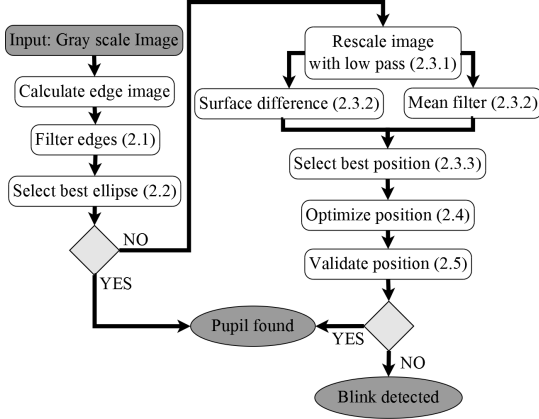 Input: Gray scale Image
Calculate edge image
Filter edges (2.1)
Select best ellipse (2.2)
NO
YES
Rescale image
with low pass (2.3.1)
Surface difference (2.3.2)
Mean filter (2.3.2)
Select best position (2.3.3)
Optimize position (2.4)
Validate position (2.5)
Pupil found
YES
NO
Blink detected